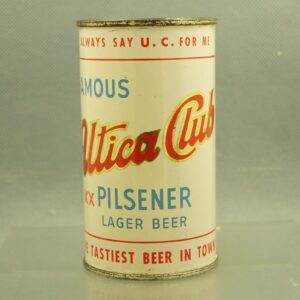 ALWAYS SAY U.C. FOR ME
AMOUS
Utica Club
XX PILSENER
LAGER BEER
E TASTIEST BEER IN TOWN